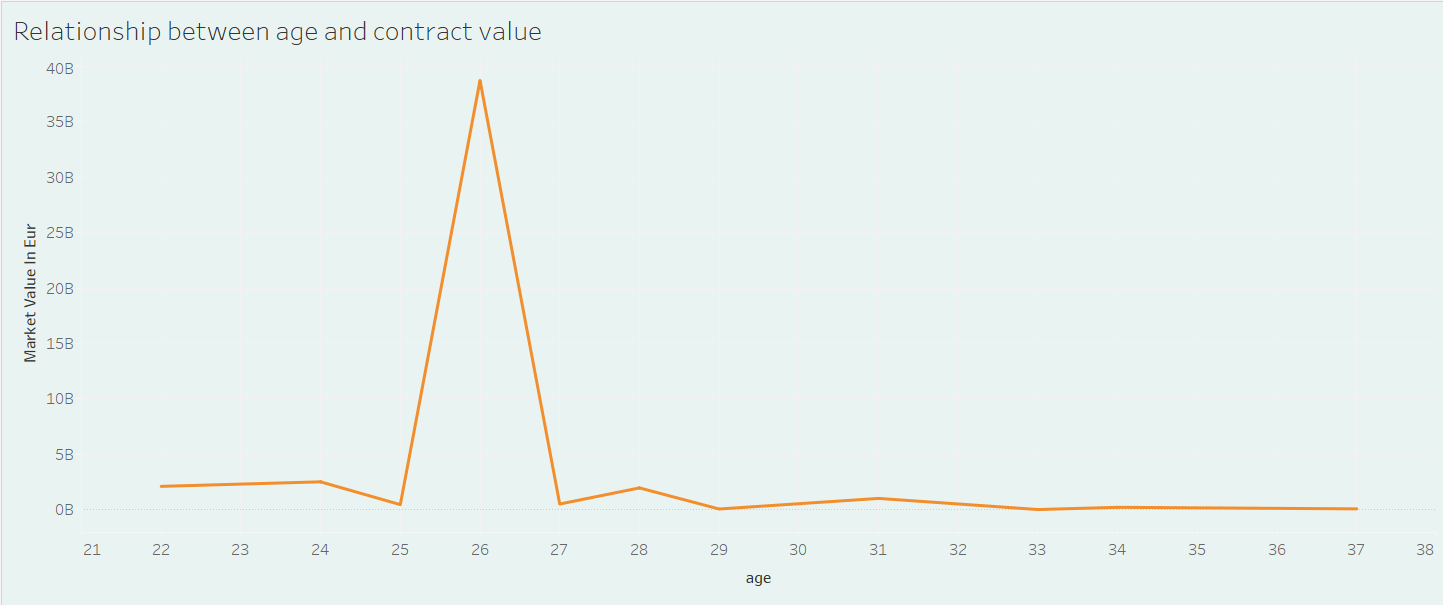 Relationship between age and contract value
40B
35B
30B
25B
20B
15B
10B
5B
0B
Market Value In Eur
21 22 23 24 25 26 27 28 29 30 31 32 33 34 35 36 37 38
age